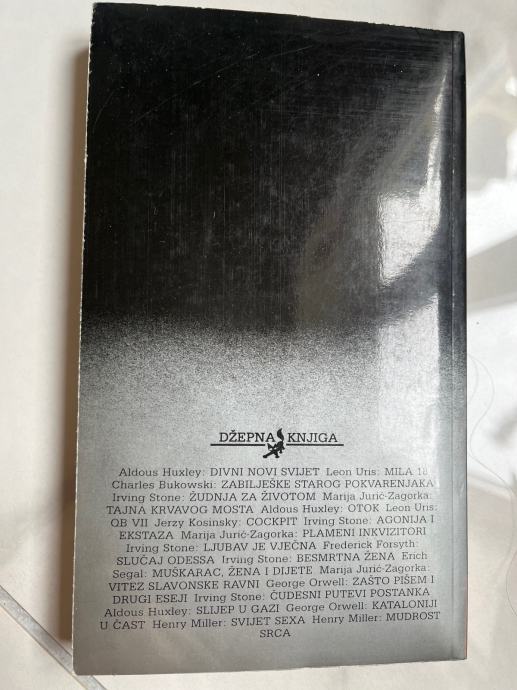 DŽEPNA KNJIGA
Aldous Huxley: DIVNI NOVI SVIJET Leon Uris: MILA 18
Charles Bukowski: ZABILJEŠKE STAROG POKVARENJAKA
Irving Stone: ŽUDNJA ZA ŽIVOTOM Marija Jurić-Zagorka:
TAJNA KRVAVOG MOSTA Aldous Huxley: OTOK Leon Uris:
QB VII Jerzy Kosinsky: COCKPIT Irving Stone: AGONIJA I
EKSTAZA Marija Jurić-Zagorka: PLAMENI INKVIZITORI
Irving Stone: LJUBAV JE VJEČNA Frederick Forsyth:
SLUČAJ ODESSA Irving Stone: BESMRTNA ŽENA Erich
Segal: MUŠKARAC, ŽENA I DIJETE Marija Jurić-Zagorka:
VITEZ SLAVONSKE RAVNI George Orwell: ZAŠTO PIŠEM I
DRUGI ESEJI Irving Stone: ČUDESNI PUTEVI POSTANKA
Aldous Huxley: SLIJEP U GAZI George Orwell: KATALONIJI
U ČAST Henry Miller: SVIJET SEXA Henry Miller: MUDROST
SRCA